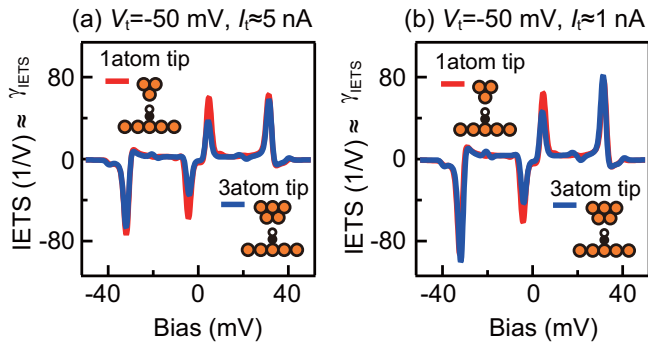 (a) Vt=-50 mV, It≈5 nA
(b) Vt=-50 mV, It≈1 nA
IETS (1/V) ≈ γIETS
80
0
-80
1atom tip
3atom tip
-40
0
40
Bias (mV)
IETS (1/V) ≈ γIETS
80
0
-80
1atom tip
3atom tip
-40
0
40
Bias (mV)